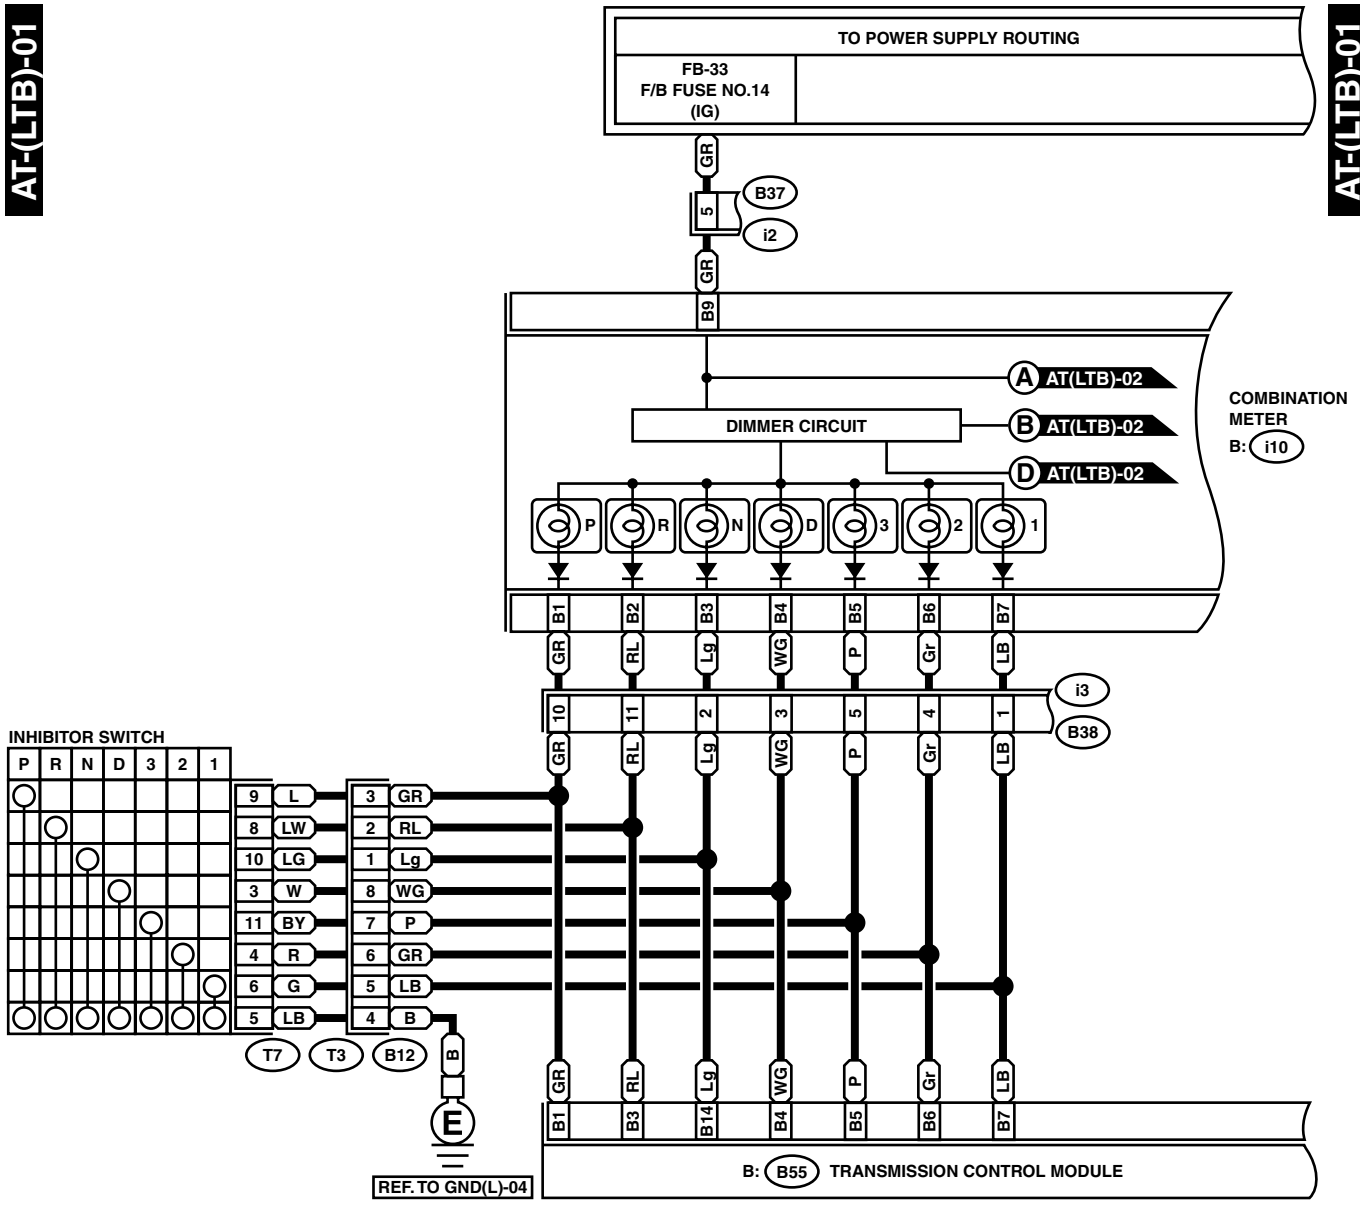 AT-(LTB)-01
AT-(LTB)-01
TO POWER SUPPLY ROUTING
FB-33
F/B FUSE NO.14
(IG)
GR
5
B37
i2
GR
B9
A AT(LTB)-02
DIMMER CIRCUIT
B AT(LTB)-02
D AT(LTB)-02
COMBINATION
METER
B: i10
P R N D 3 2 1
B1 B2 B3 B4 B5 B6 B7
GR RL Lg WG P Gr LB
i3
10 11 2 3 5 4 1
B38
GR RL Lg WG P Gr LB
INHIBITOR SWITCH
P R N D 3 2 1
9 L 3 GR
8 LW 2 RL
10 LG 1 Lg
3 W 8 WG
11 BY 7 P
4 R 6 GR
6 G 5 LB
5 LB 4 B
T7 T3 B12
B
E
REF. TO GND(L)-04
GR RL Lg WG P Gr LB
B1 B3 B14 B4 B5 B6 B7
B: B55 TRANSMISSION CONTROL MODULE